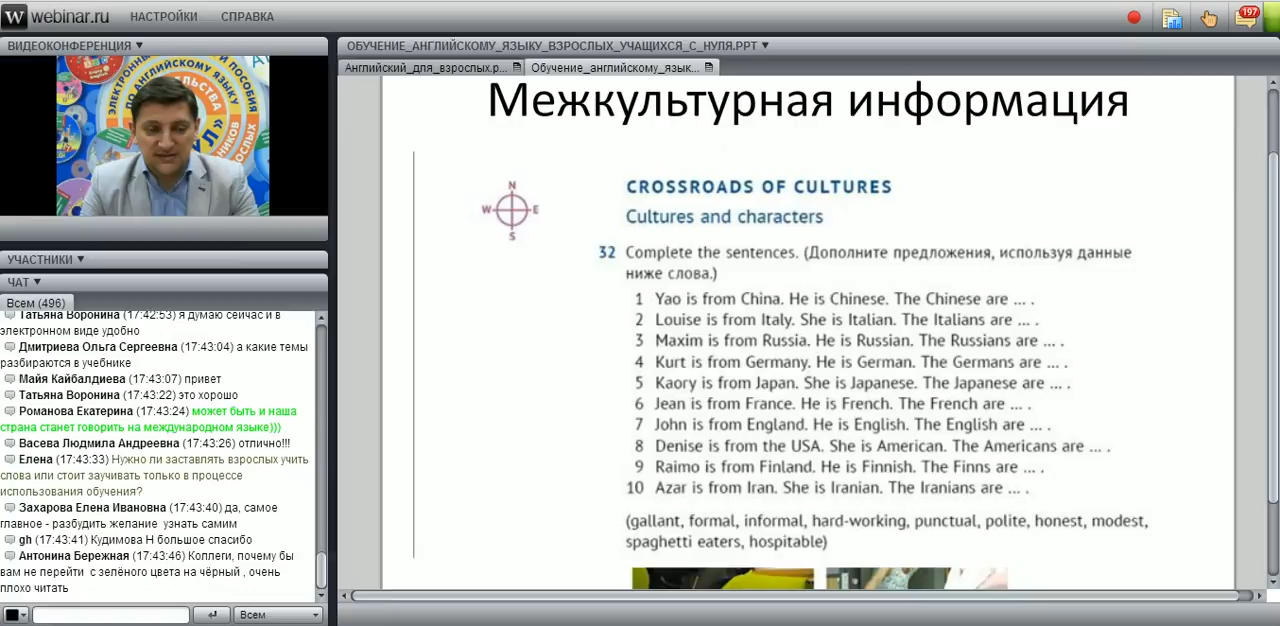 W webinar.ru НАСТРОЙКИ СПРАВКА
197
ВИДЕОКОНФЕРЕНЦИЯ
ЭЛЕКТРОННЫ ПОСОБИЯ
ПО АНГЛИЙСКОМУ ЯЗЫКУ
УЧАСТНИКИ
ЧАТ
Всем (496)
Татьяна Воронина (17:42:53) Я думаю сейчас и в
электронном виде удобно
Дмитриева Ольга Сергеевна (17:43:04) а какие темы
разбираются в учебнике
Майя Кайбалдиева (17:43:07) привет
Татьяна Воронина (17:43:22) это хорошо
Романова Екатерина (17:43:24) может быть и наша
страна станет говорить на международном языке)))
Васева Людмила Андреевна (17:43:26) отлично!!!
Елена (17:43:33) Нужно ли заставлять взрослых учить
слова или стоит заучивать только в процессе
использования обучения?
Захарова Елена Ивановна (17:43:40) да, самое
главное - разбудить желание узнать самим
gh (17:43:41) Кудимова Н большое спасибо
Антонина Бережная (17:43:46) Коллеги, почему бы
вам не перейти с зелёного цвета на чёрный , очень
плохо читать
Всем
ОБУЧЕНИЕ_АНГЛИЙСКОМУ_ЯЗЫКУ_ВЗРОСЛЫХ_УЧАЩИХСЯ_С_НУЛЯ.PPT
Английский_для_взрослых.p... Обучение_английскому_язык...
Межкультурная информация
N
W E
S
CROSSROADS OF CULTURES
Cultures and characters
32 Complete the sentences. (Дополните предложения, используя данные
ниже слова.)
1 Yao is from China. He is Chinese. The Chinese are ... .
2 Louise is from Italy. She is Italian. The Italians are ... .
3 Maxim is from Russia. He is Russian. The Russians are ... .
4 Kurt is from Germany. He is German. The Germans are ... .
5 Kaory is from Japan. She is Japanese. The Japanese are ... .
6 Jean is from France. He is French. The French are ... .
7 John is from England. He is English. The English are ... .
8 Denise is from the USA. She is American. The Americans are ... .
9 Raimo is from Finland. He is Finnish. The Finns are ... .
10 Azar is from Iran. She is Iranian. The Iranians are ... .
(gallant, formal, informal, hard-working, punctual, polite, honest, modest,
spaghetti eaters, hospitable)